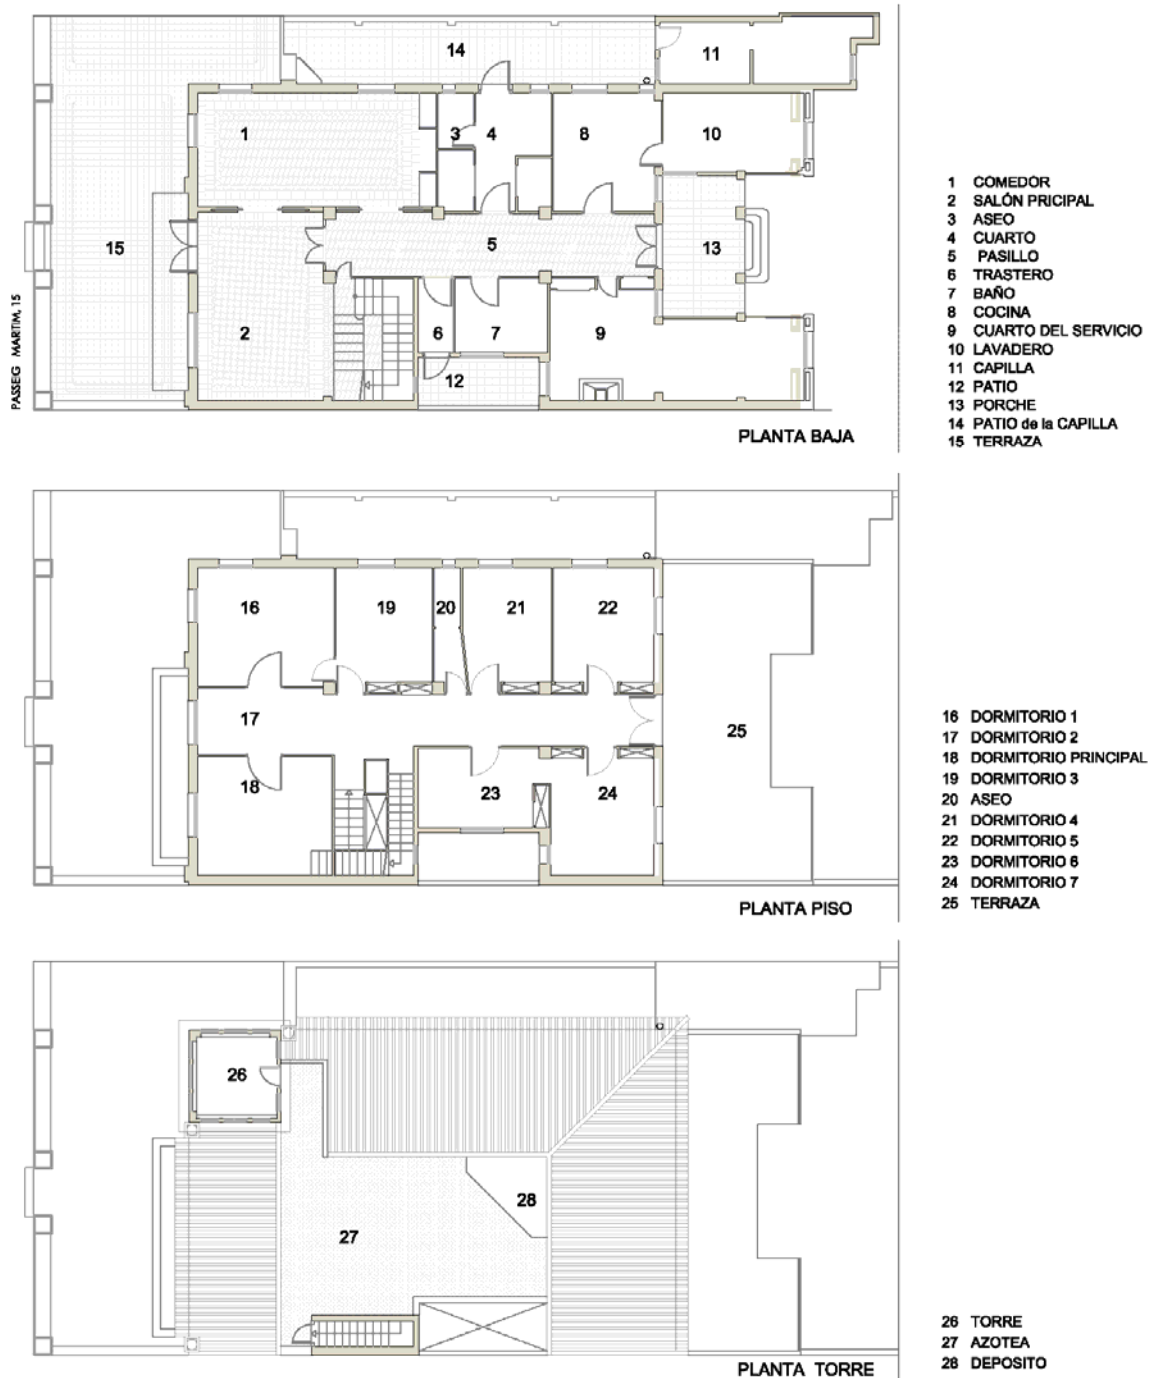 14
11
1
3
4
8
10
15
5
13
2
6
7
9
12
PASSEG MARTIM, 15
PLANTA BAJA
1 COMEDOR
2 SALÓN PRICIPAL
3 ASEO
4 CUARTO
5 PASILLO
6 TRASTERO
7 BAÑO
8 COCINA
9 CUARTO DEL SERVICIO
10 LAVADERO
11 CAPILLA
12 PATIO
13 PORCHE
14 PATIO de la CAPILLA
15 TERRAZA
16
19
20
21
22
17
25
18
23
24
PLANTA PISO
16 DORMITORIO 1
17 DORMITORIO 2
18 DORMITORIO PRINCIPAL
19 DORMITORIO 3
20 ASEO
21 DORMITORIO 4
22 DORMITORIO 5
23 DORMITORIO 6
24 DORMITORIO 7
25 TERRAZA
26
28
27
PLANTA TORRE
26 TORRE
27 AZOTEA
28 DEPOSITO